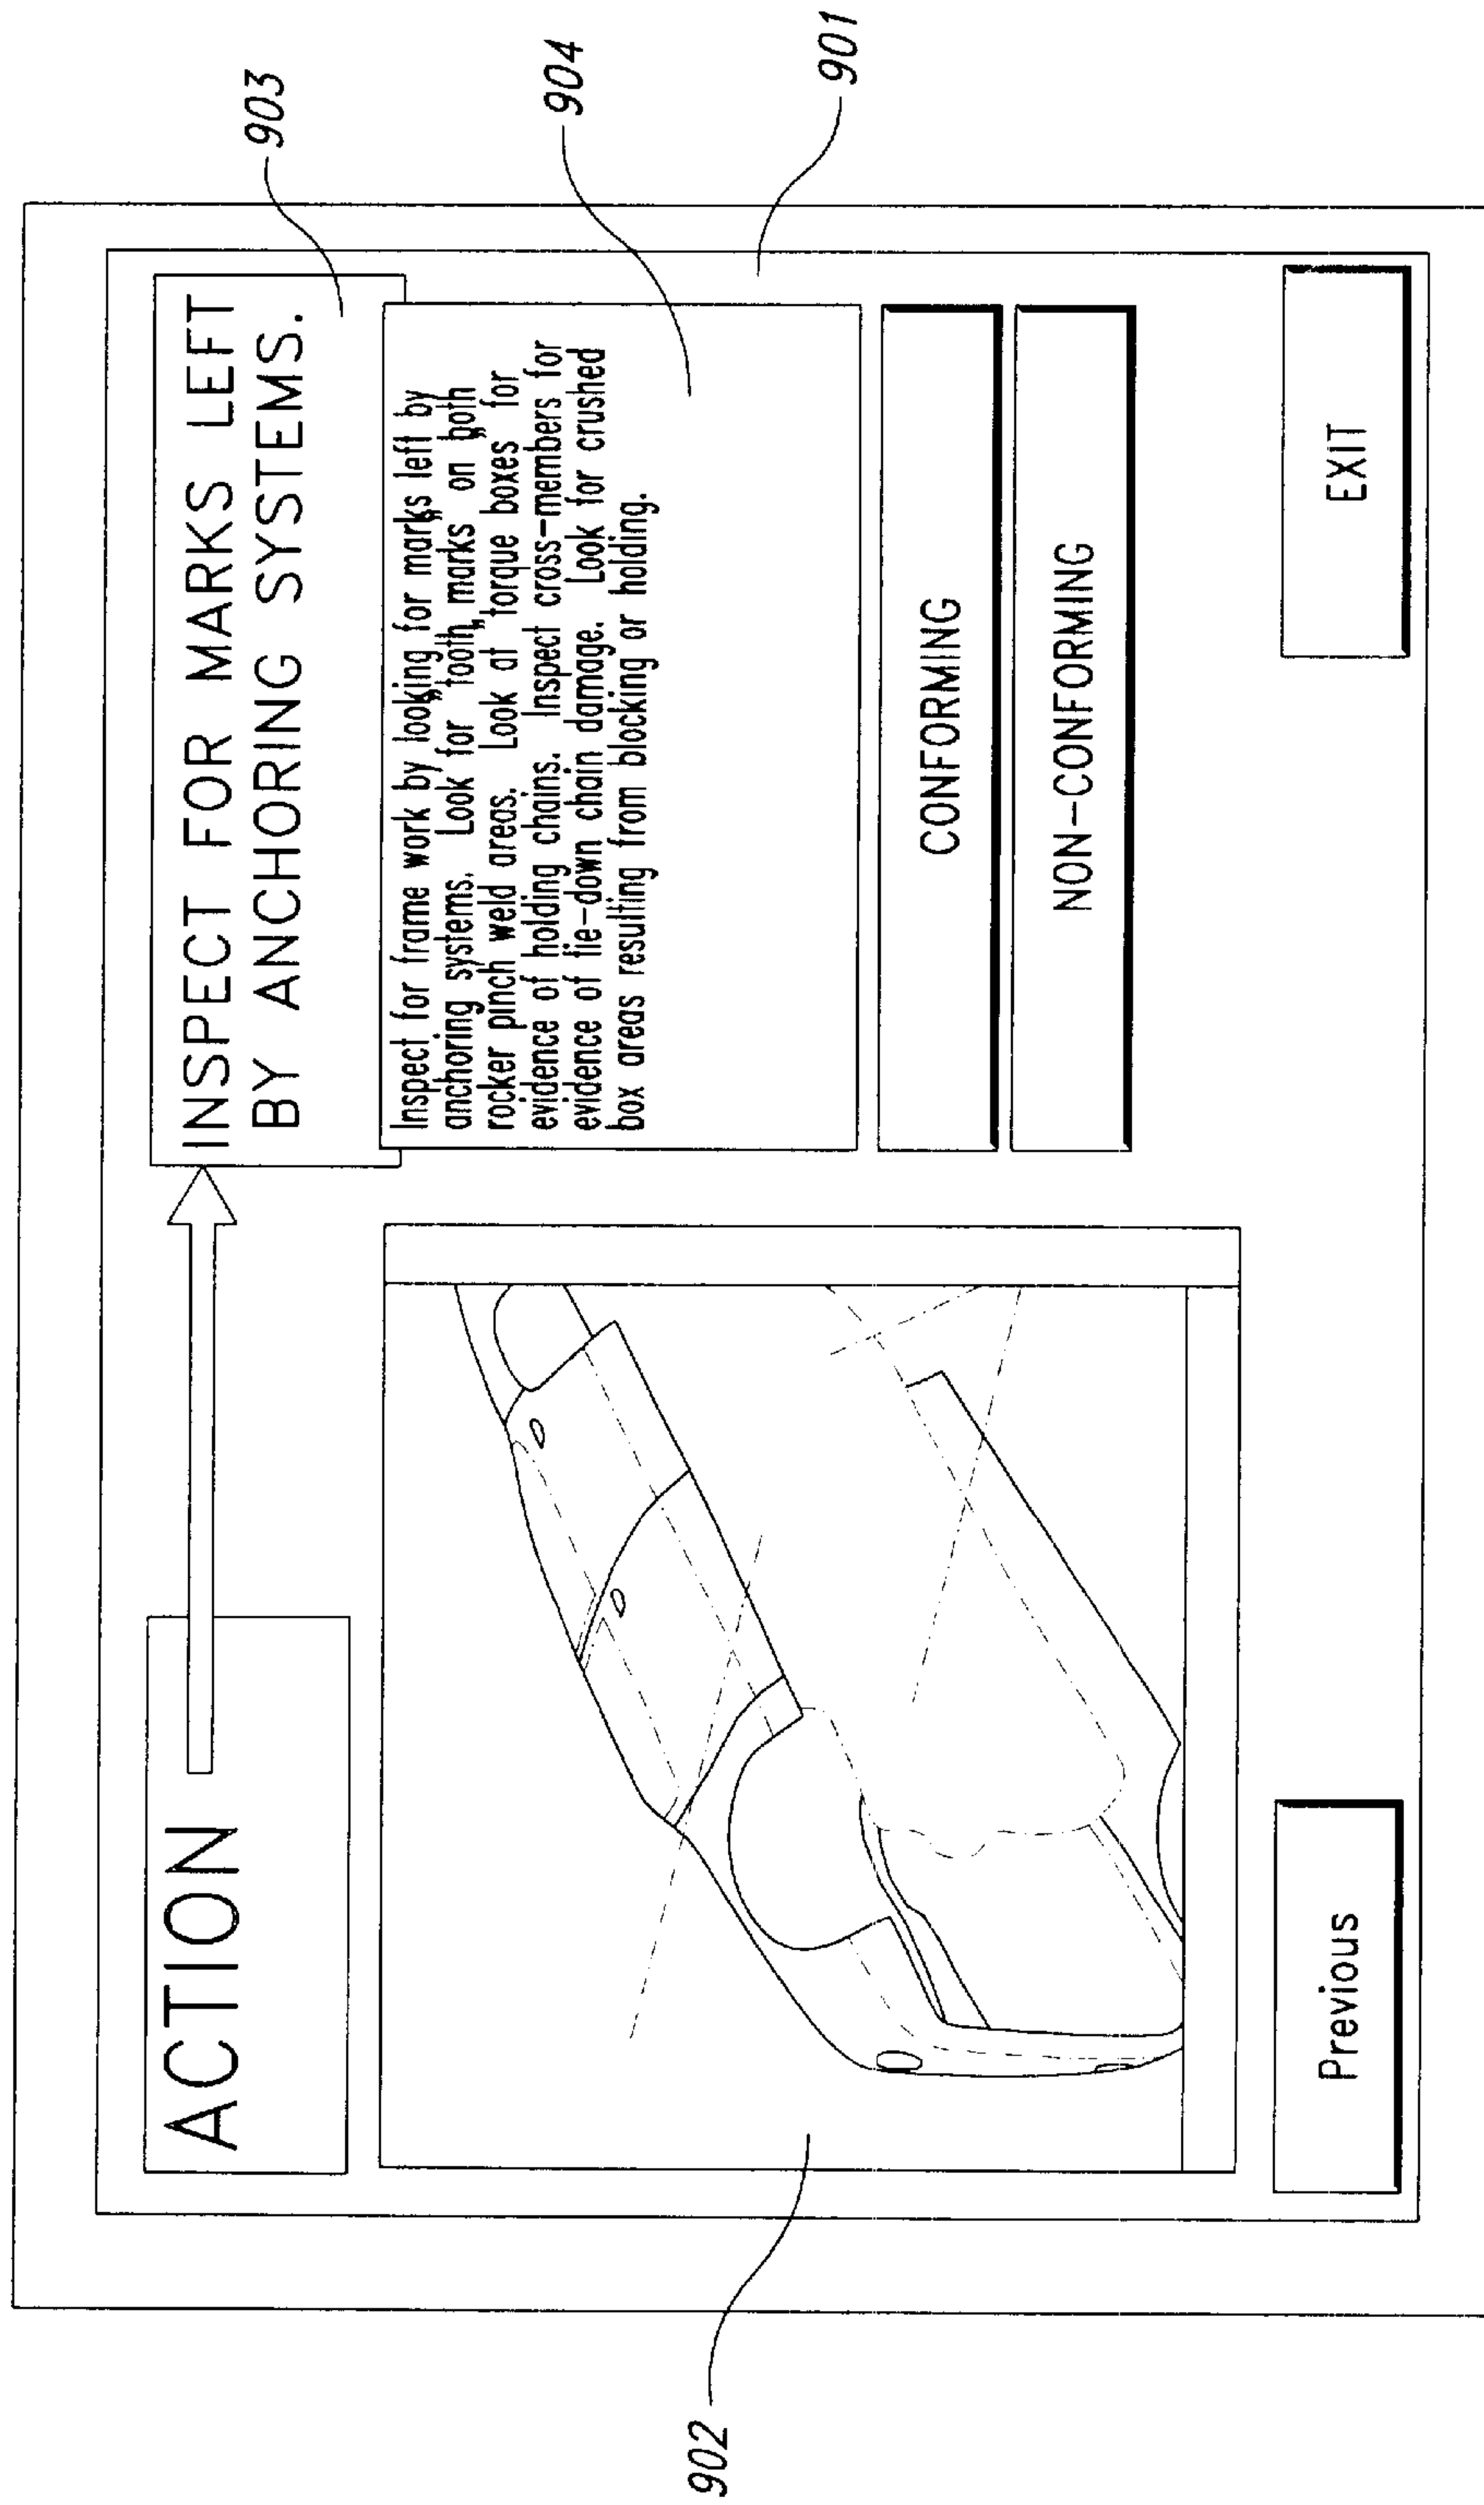 ACTION
INSPECT FOR MARKS LEFT
BY ANCHORING SYSTEMS.
903
Inspect for frame work by looking for marks left by
anchoring systems. Look for "tooth" marks on "both"
rocker pinch weld areas. Look at torque boxes for
evidence of holding chains. Inspect cross-members for
evidence of tie-down chain damage. Look for crushed
box areas resulting from blocking or holding.
904
901
CONFORMING
NON-CONFORMING
902
Previous
EXIT